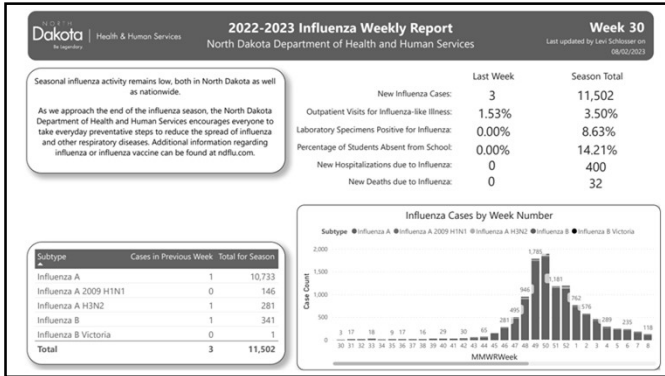 NORTH
Dakota | Health & Human Services
Be Legendary
2022-2023 Influenza Weekly Report
North Dakota Department of Health and Human Services
Week 30
Last updated by Levi Schlosser on
08/02/2023
Seasonal influenza activity remains low, both in North Dakota as well
as nationwide.
As we approach the end of the influenza season, the North Dakota
Department of Health and Human Services encourages everyone to
take everyday preventative steps to reduce the spread of influenza
and other respiratory diseases. Additional information regarding
influenza or influenza vaccine can be found at ndflu.com.
Last Week Season Total
New Influenza Cases: 3 11,502
Outpatient Visits for Influenza-like Illness: 1.53% 3.50%
Laboratory Specimens Positive for Influenza: 0.00% 8.63%
Percentage of Students Absent from School: 0.00% 14.21%
New Hospitalizations due to Influenza: 0 400
New Deaths due to Influenza: 0 32
Subtype Cases in Previous Week Total for Season
Influenza A 1 10,733
Influenza A 2009 H1N1 0 146
Influenza A H3N2 1 281
Influenza B 1 341
Influenza B Victoria 0 1
Total 3 11,502
Influenza Cases by Week Number
Subtype Influenza A Influenza A 2009 H1N1 Influenza A H3N2 Influenza B Influenza B Victoria
Case Count
2,000
1,500
1,000
500
0
3 17 18 9 17 16 29 30 65 281 495 946 1,785 1,181 762 576 289 235 118
30 31 32 33 34 35 36 37 38 39 40 41 42 43 44 45 46 47 48 49 50 51 52 1 2 3 4 5 6 7 8
MMWRWeek